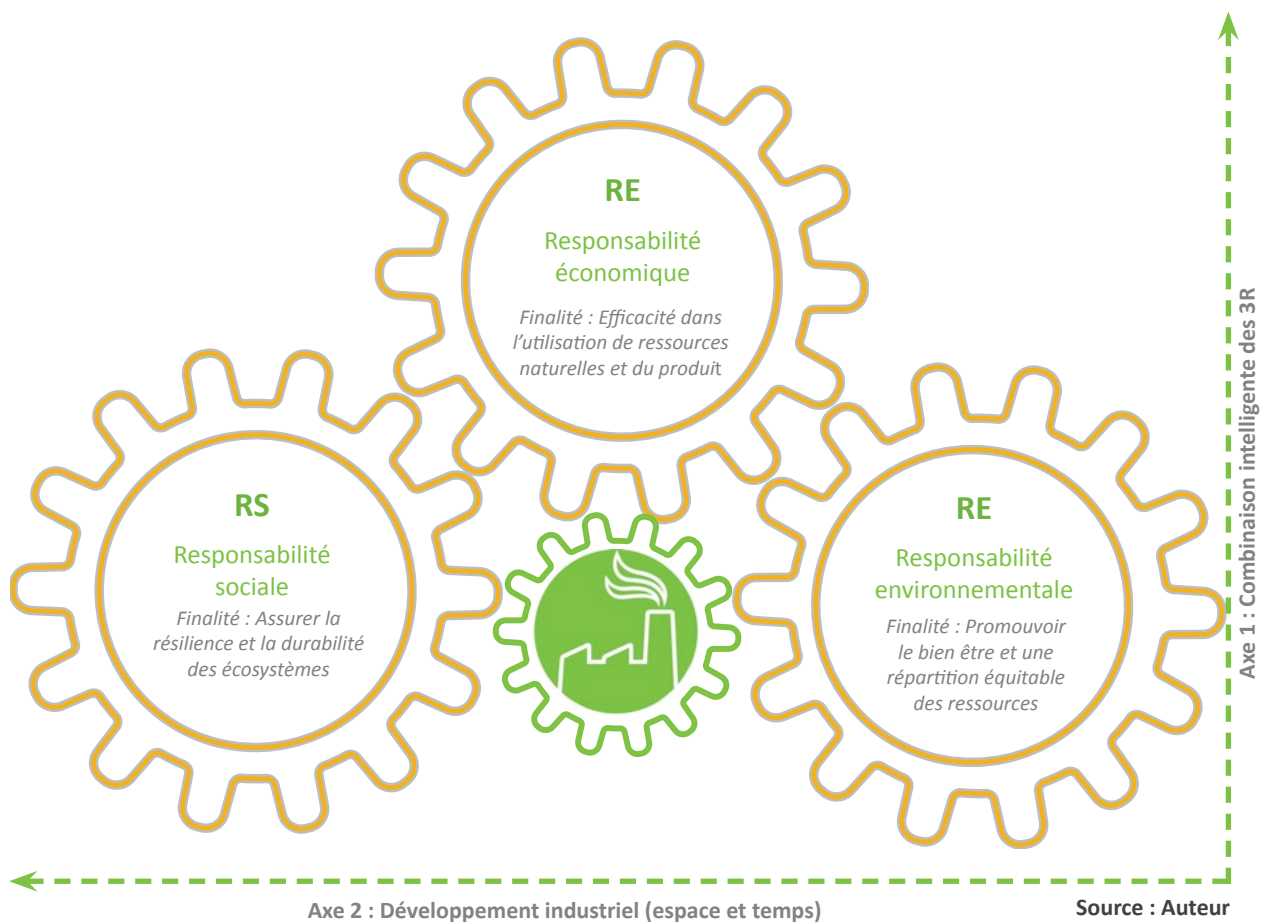 RE
Responsabilité
économique
Finalité : Efficacité dans
l’utilisation de ressources
naturelles et du produit
RS
Responsabilité
sociale
Finalité : Assurer la
résilience et la durabilité
des écosystèmes
RE
Responsabilité
environnementale
Finalité : Promouvoir
le bien être et une
répartition équitable
des ressources
Axe 1 : Combinaison intelligente des 3R
Axe 2 : Développement industriel (espace et temps)
Source : Auteur